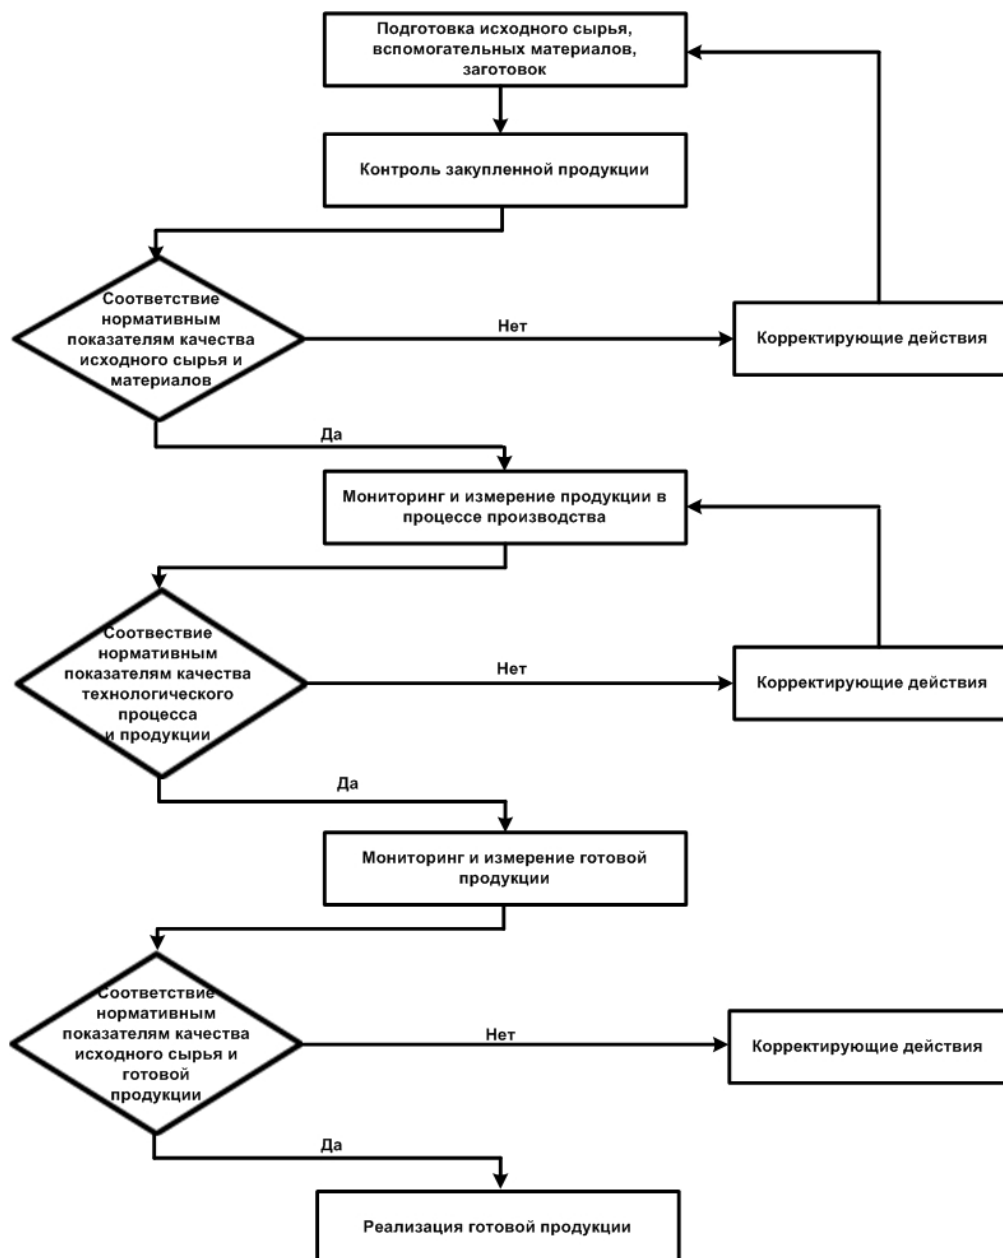 Подготовка исходного сырья,
вспомогательных материалов,
заготовок
Контроль закупленной продукции
Соответствие
нормативным
показателям качества
исходного сырья и
материалов
Нет
Корректирующие действия
Да
Мониторинг и измерение продукции в
процессе производства
Соотвествие
нормативным
показателям качества
технологического
процесса
и продукции
Нет
Корректирующие действия
Да
Мониторинг и измерение готовой
продукции
Соответствие
нормативным
показателям качества
исходного сырья и
готовой
продукции
Нет
Корректирующие действия
Да
Реализация готовой продукции